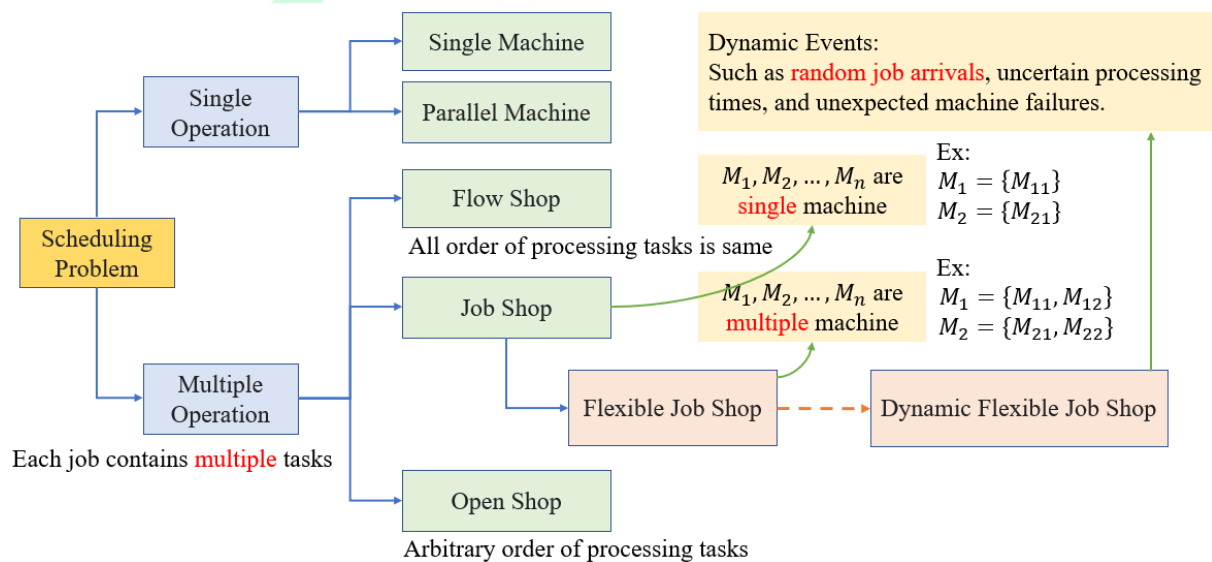 Single Machine
Dynamic Events:
Such as random job arrivals, uncertain processing
times, and unexpected machine failures.
Single
Operation
Parallel Machine
Flow Shop
All order of processing tasks is same
M₁, M₂, …, Mₙ are
single machine
Ex:
M₁ = {M₁₁}
M₂ = {M₂₁}
Scheduling
Problem
Job Shop
M₁, M₂, …, Mₙ are
multiple machine
Ex:
M₁ = {M₁₁, M₁₂}
M₂ = {M₂₁, M₂₂}
Multiple
Operation
Each job contains multiple tasks
Flexible Job Shop
Dynamic Flexible Job Shop
Open Shop
Arbitrary order of processing tasks